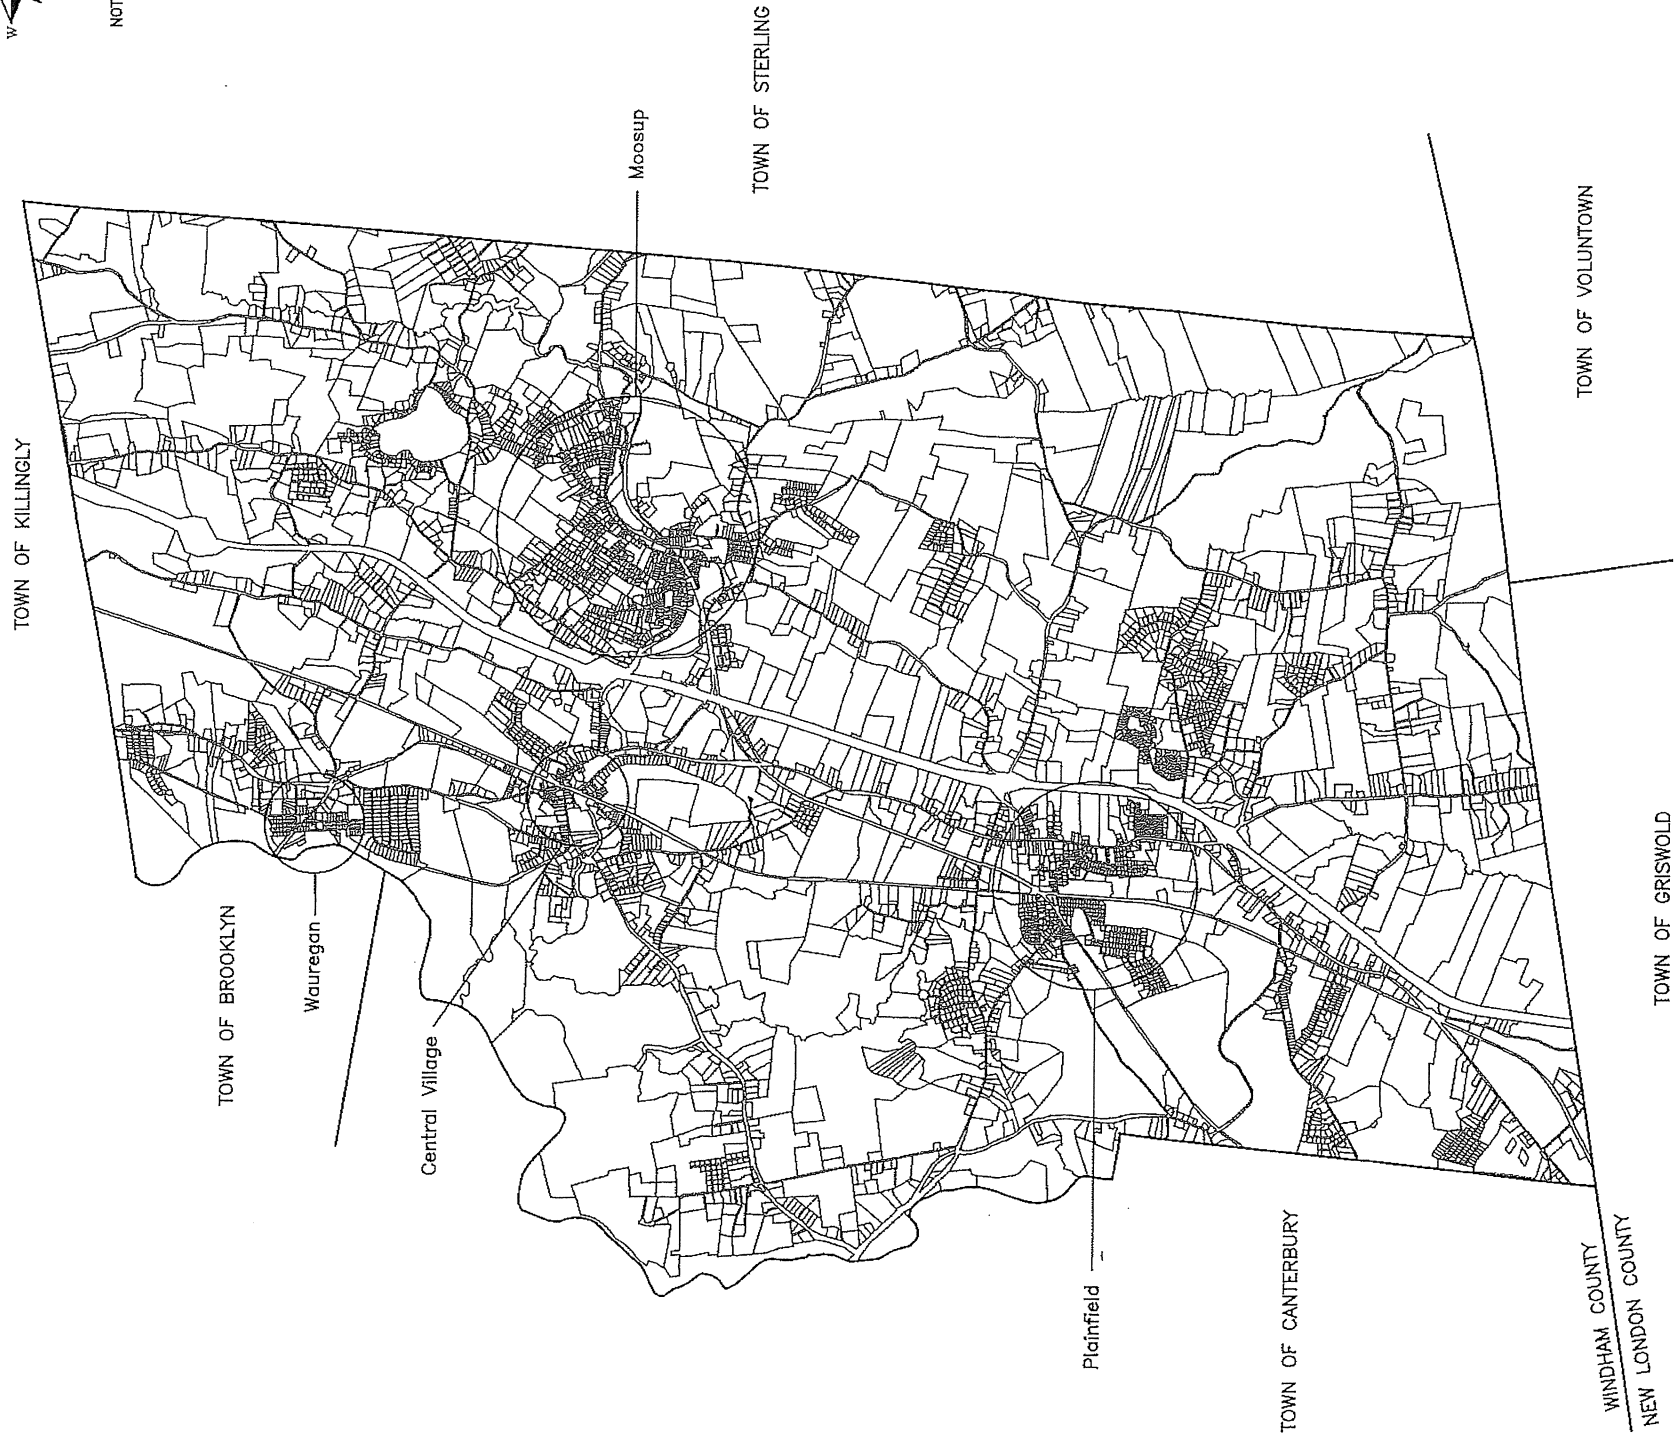 W
NOT
TOWN OF KILLINGLY
TOWN OF STERLING
Moosup
TOWN OF VOLUNTOWN
TOWN OF BROOKLYN
Wauregan
Central Village
Plainfield
TOWN OF CANTERBURY
TOWN OF GRISWOLD
WINDHAM COUNTY
NEW LONDON COUNTY